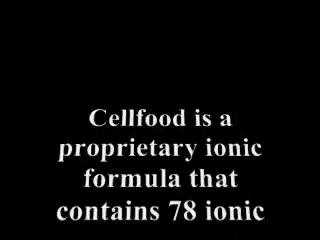 Cellfood is a
proprietary ionic
formula that
contains 78 ionic